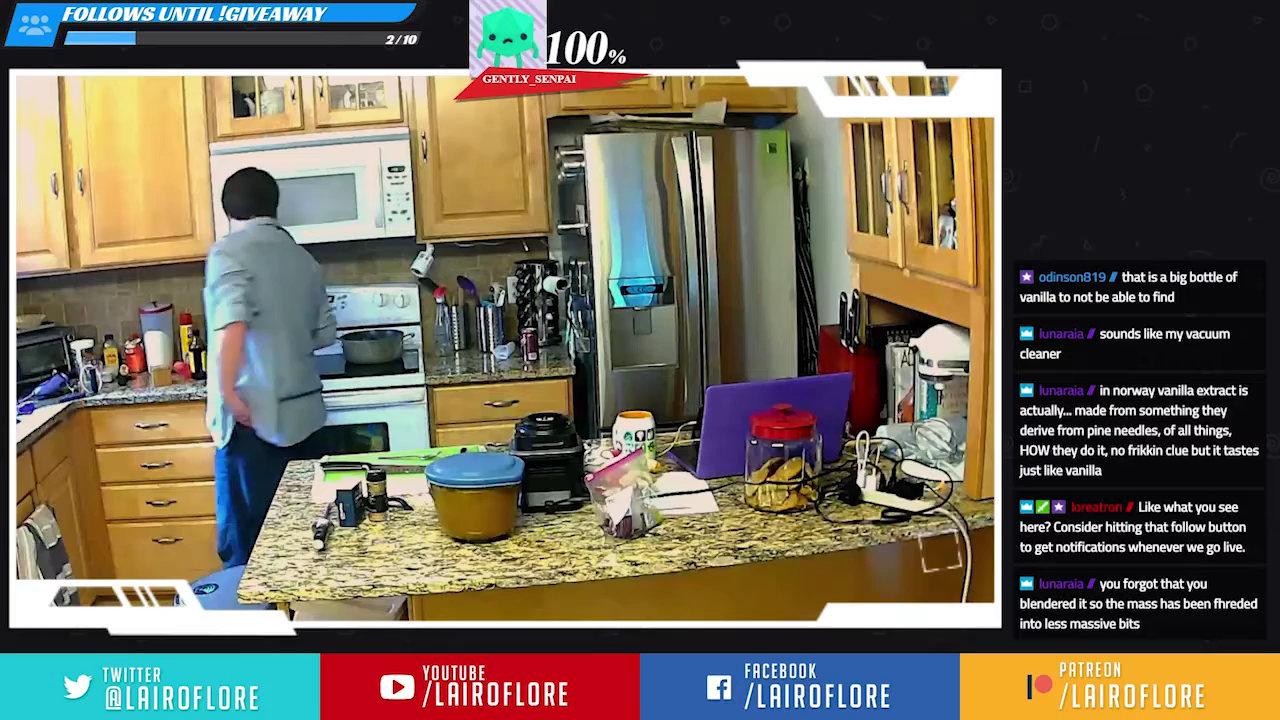 FOLLOWS UNTIL !GIVEAWAY
2 / 10
100%
GENTLY_SENPAI
odinson819 // that is a big bottle of
vanilla to not be able to find
lunaraia // sounds like my vacuum
cleaner
lunaraia // in norway vanilla extract is
actually... made from something they
derive from pine needles, of all things,
HOW they do it, no frikkin clue but it tastes
just like vanilla
loreatron // Like what you see
here? Consider hitting that follow button
to get notifications whenever we go live.
lunaraia // you forgot that you
blendered it so the mass has been fhreded
into less massive bits
TWITTER
@LAIROFLORE
YOUTUBE
/LAIROFLORE
FACEBOOK
/LAIROFLORE
PATREON
/LAIROFLORE